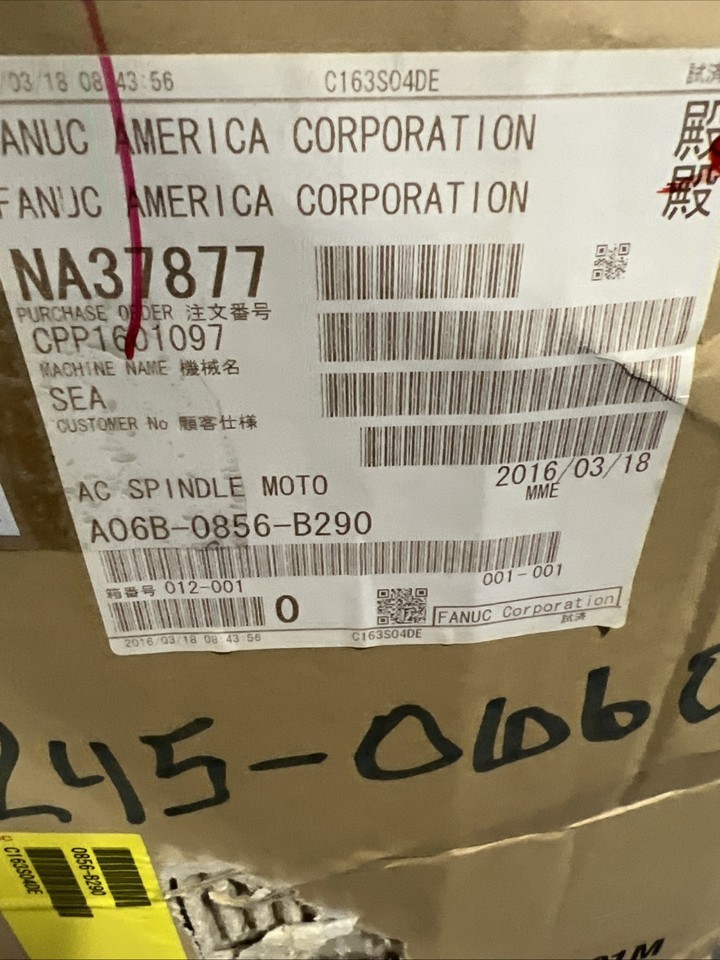 /03/18 08:43:56 C163S04DE 試済
FANUC AMERICA CORPORATION 殿
FANUC AMERICA CORPORATION 殿
NA37877
PURCHASE ORDER 注文番号
CPP1601097
MACHINE NAME 機械名
SEA
CUSTOMER No 顧客仕様
2016/03/18
AC SPINDLE MOTO MME
A06B-0856-B290
箱番号 012-001 001-001
0
FANUC Corporation
試済
2016/03/18 08:43:56 C163S04DE
245-0660
0856-B290
C163S04DE